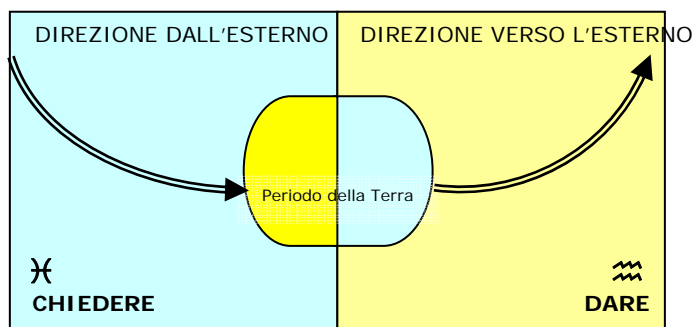 DIREZIONE DALL'ESTERNO
DIREZIONE VERSO L'ESTERNO
Periodo della Terra
♓
♒
CHIEDERE
DARE